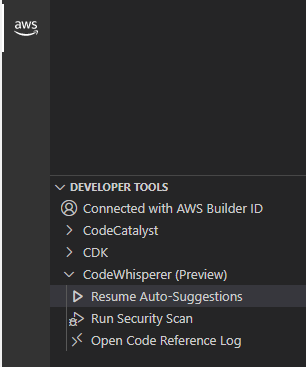 aws
DEVELOPER TOOLS
Connected with AWS Builder ID
CodeCatalyst
CDK
CodeWhisperer (Preview)
Resume Auto-Suggestions
Run Security Scan
Open Code Reference Log